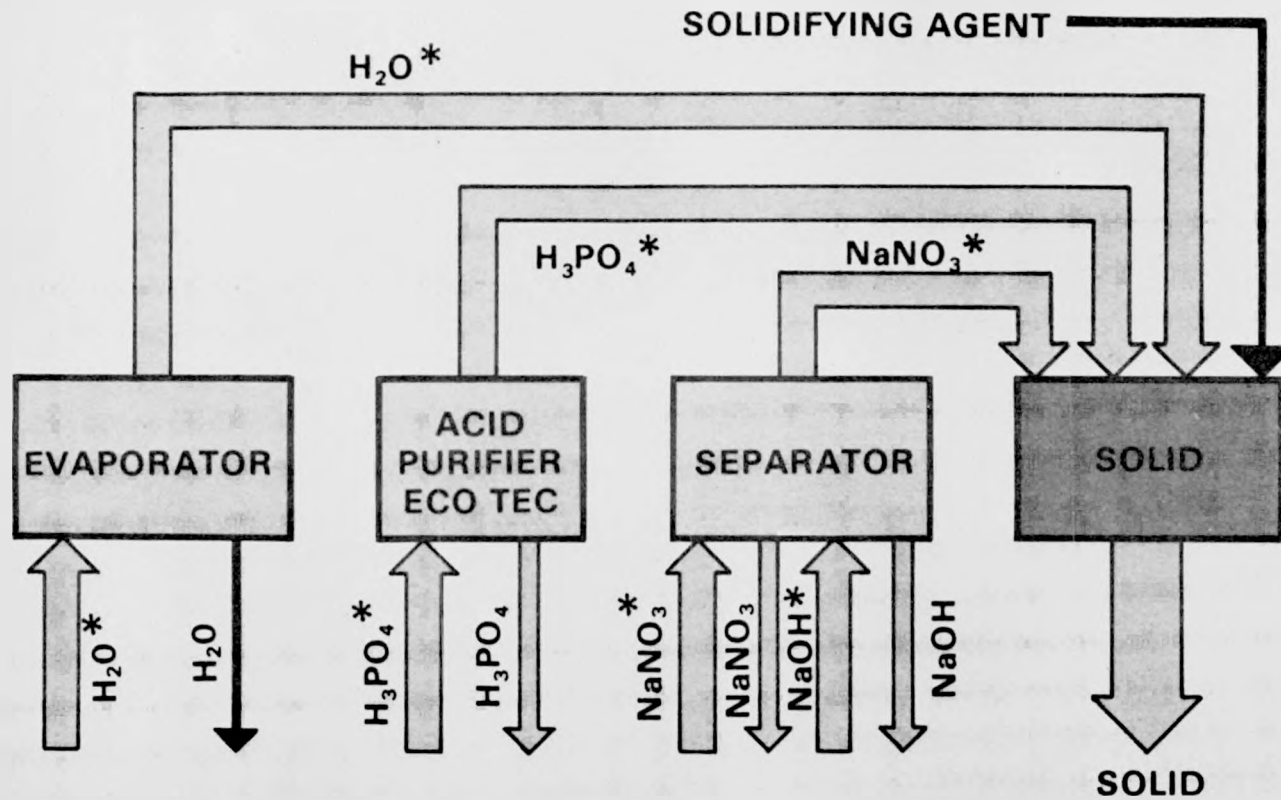 SOLIDIFYING AGENT
H₂O*
H₃PO₄*
NaNO₃*
EVAPORATOR
ACID
PURIFIER
ECO TEC
SEPARATOR
SOLID
H₂O*
H₂O
H₃PO₄*
H₃PO₄
NaNO₃*
NaNO₃
NaOH*
NaOH
SOLID